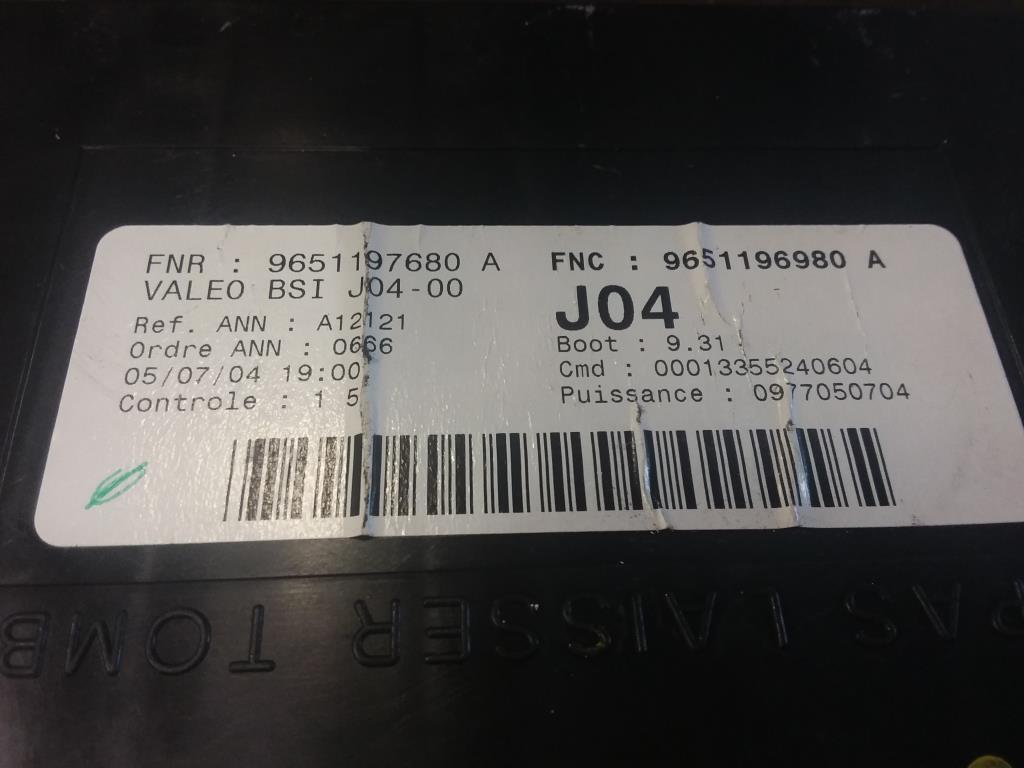 FNR : 9651197680 A
VALEO BSI J04-00
Ref. ANN : A12121
Ordre ANN : 0666
05/07/04 19:00
Controle : 1 5
FNC : 9651196980 A
J04
Boot : 9.31
Cmd : 00013355240604
Puissance : 0977050704
PAS LAISSER TOMB